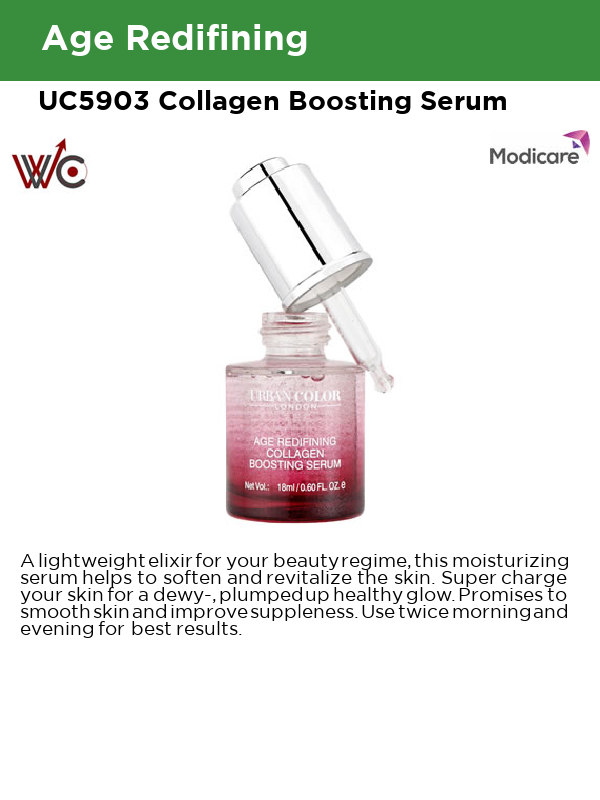 Age Redifining
UC5903 Collagen Boosting Serum
WC
Modicare
URBAN COLOR
LONDON
AGE REDIFINING
COLLAGEN
BOOSTING SERUM
Net Vol.: 18ml / 0.60 FL. OZ. e
A lightweight elixir for your beauty regime, this moisturizing
serum helps to soften and revitalize the skin. Super charge
your skin for a dewy-, plumped up healthy glow. Promises to
smooth skin and improve suppleness. Use twice morning and
evening for best results.